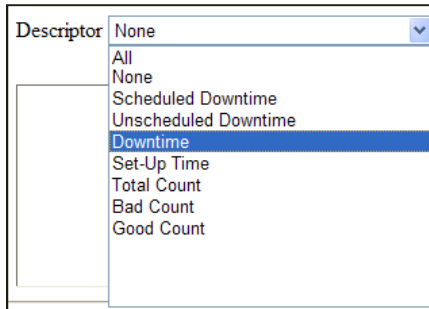 Descriptor None
All
None
Scheduled Downtime
Unscheduled Downtime
Downtime
Set-Up Time
Total Count
Bad Count
Good Count